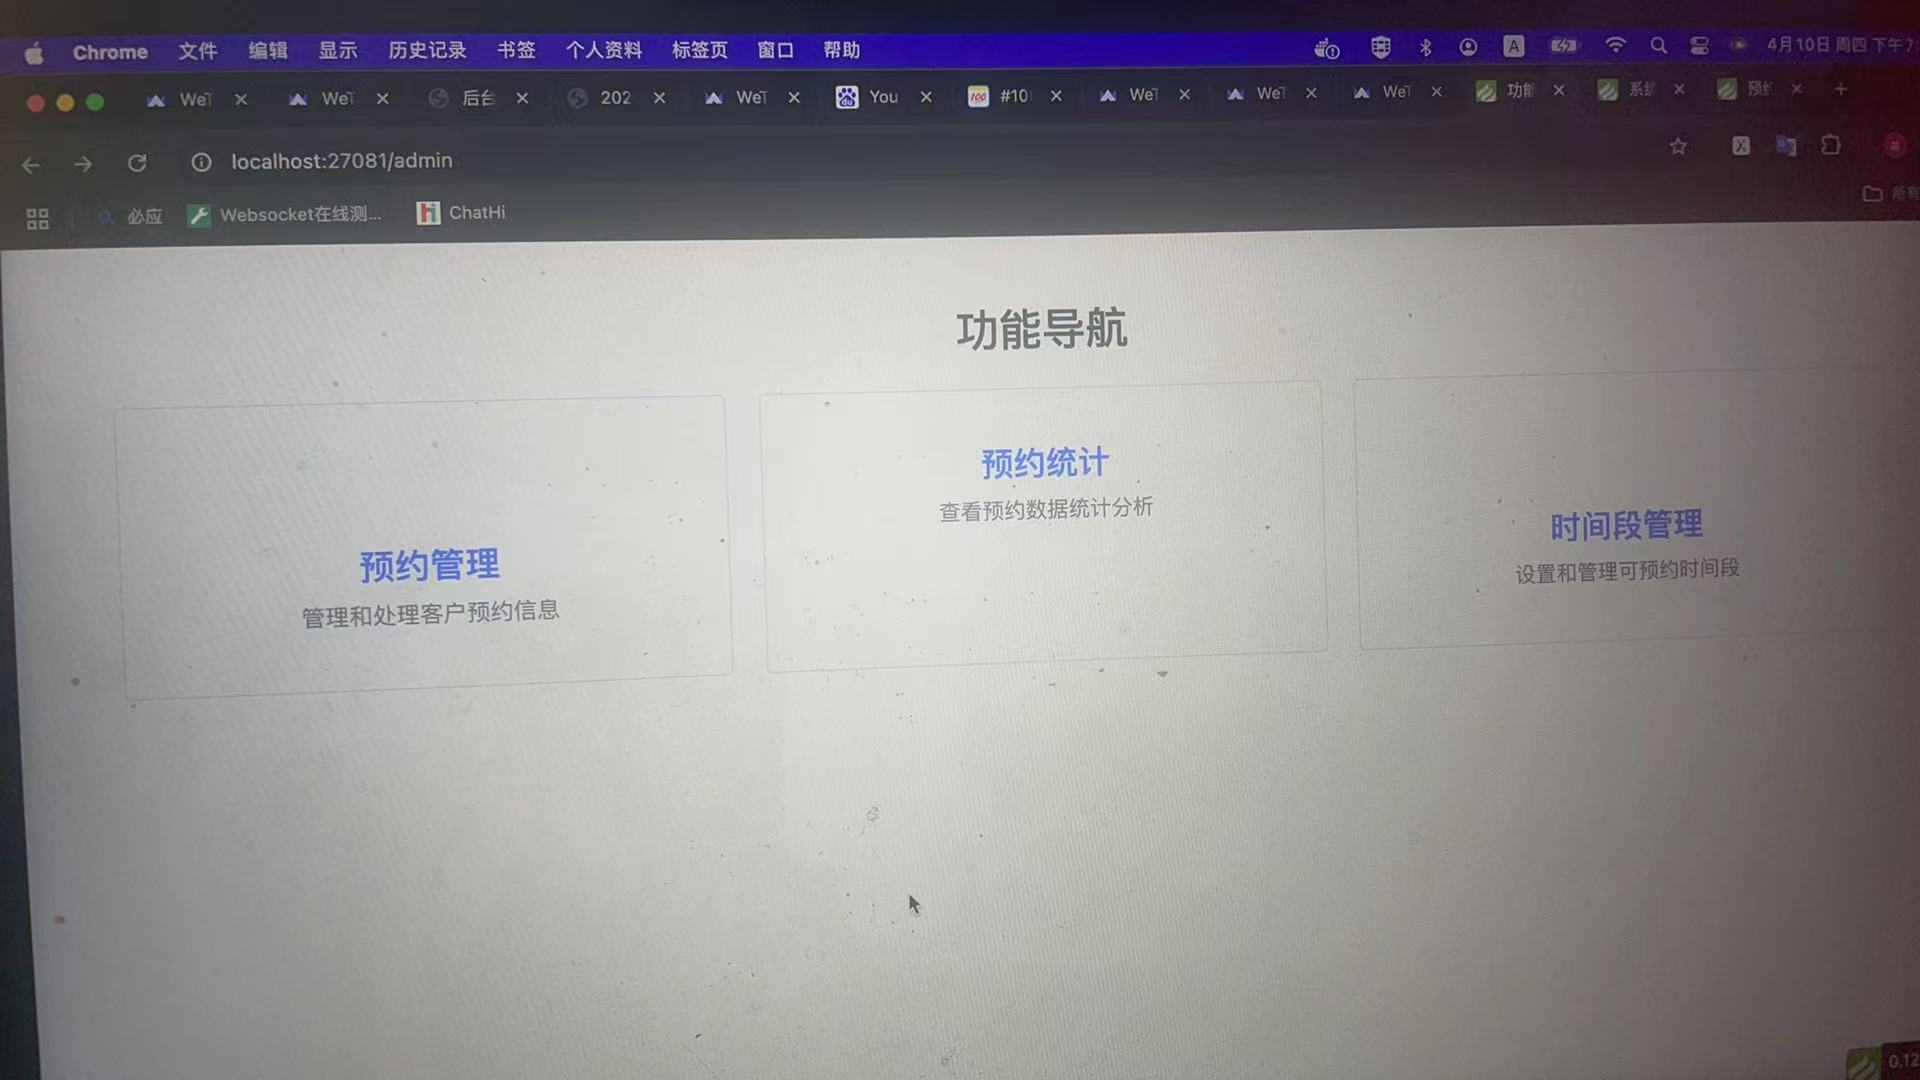 Chrome 文件 编辑 显示 历史记录 书签 个人资料 标签页 窗口 帮助 A 4月10日 周四 下午7
WeT WeT 后台 202 WeT du You 100 #10 WeT WeT WeT 功能 系统 预约
localhost:27081/admin
必应 Websocket在线测... hi ChatHi 所有
功能导航
预约管理
管理和处理客户预约信息
预约统计
查看预约数据统计分析
时间段管理
设置和管理可预约时间段
0.12